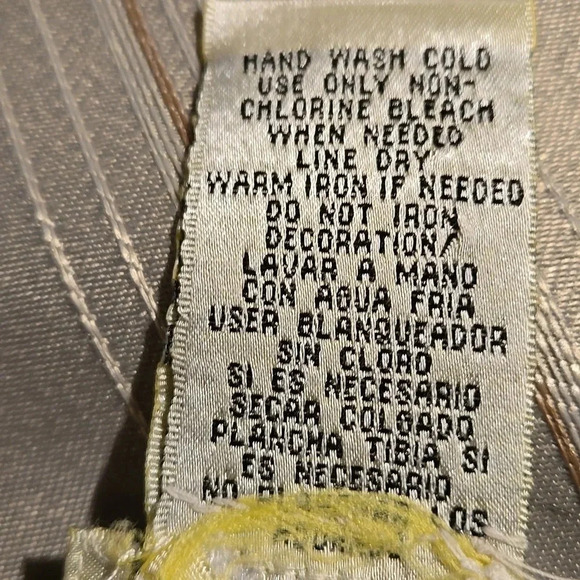 HAND WASH COLD
USE ONLY NON-
CHLORINE BLEACH
WHEN NEEDED
LINE DRY
WARM IRON IF NEEDED
DO NOT IRON
DECORATION/
LAVAR A MANO
CON AGUA FRIA
USER BLANQUEADOR
SIN CLORO
SI ES NECESARIO
SECAR COLGADO
PLANCHA TIBIA SI
ES NECESARIO
NO LOS